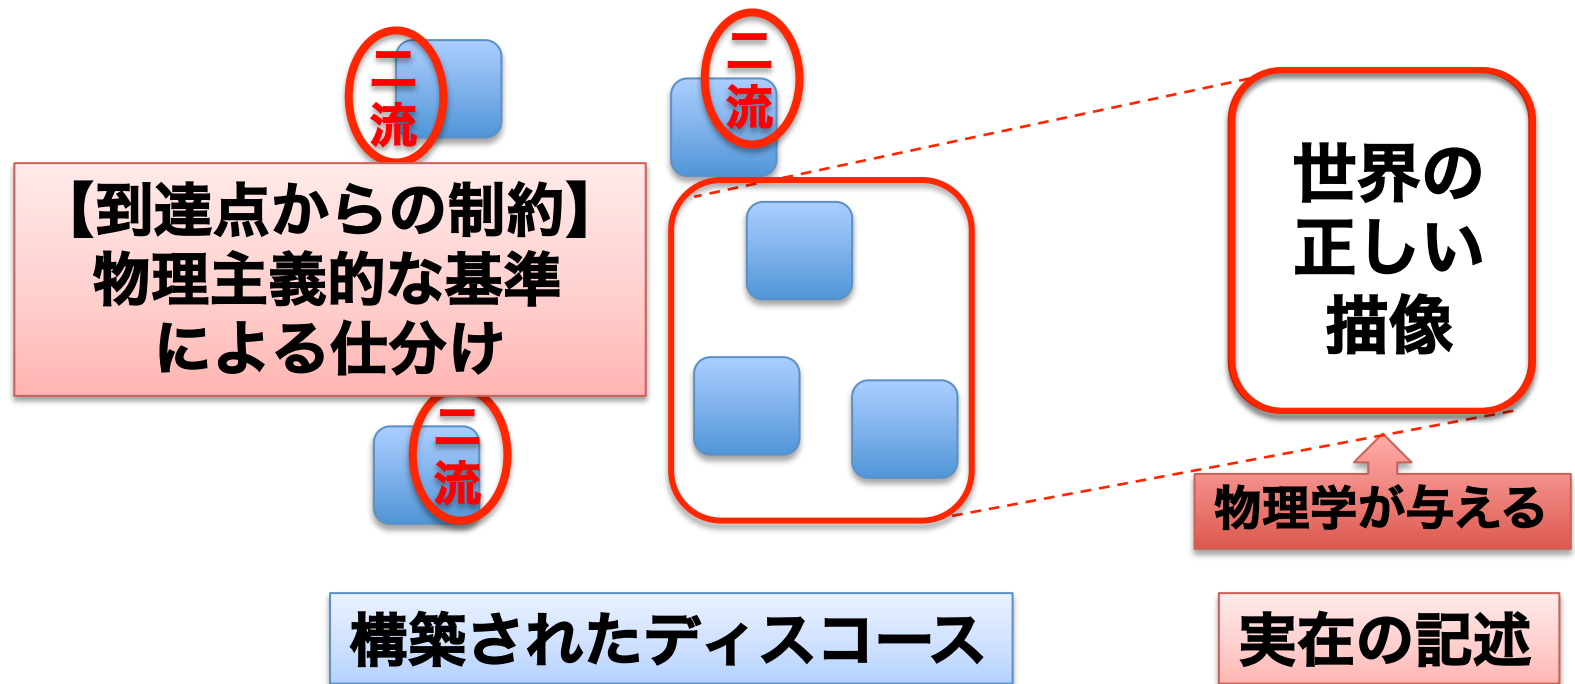 二
流
二
流
【到達点からの制約】
物理主義的な基準
による仕分け
世界の
正しい
描像
二
流
物理学が与える
構築されたディスコース
実在の記述